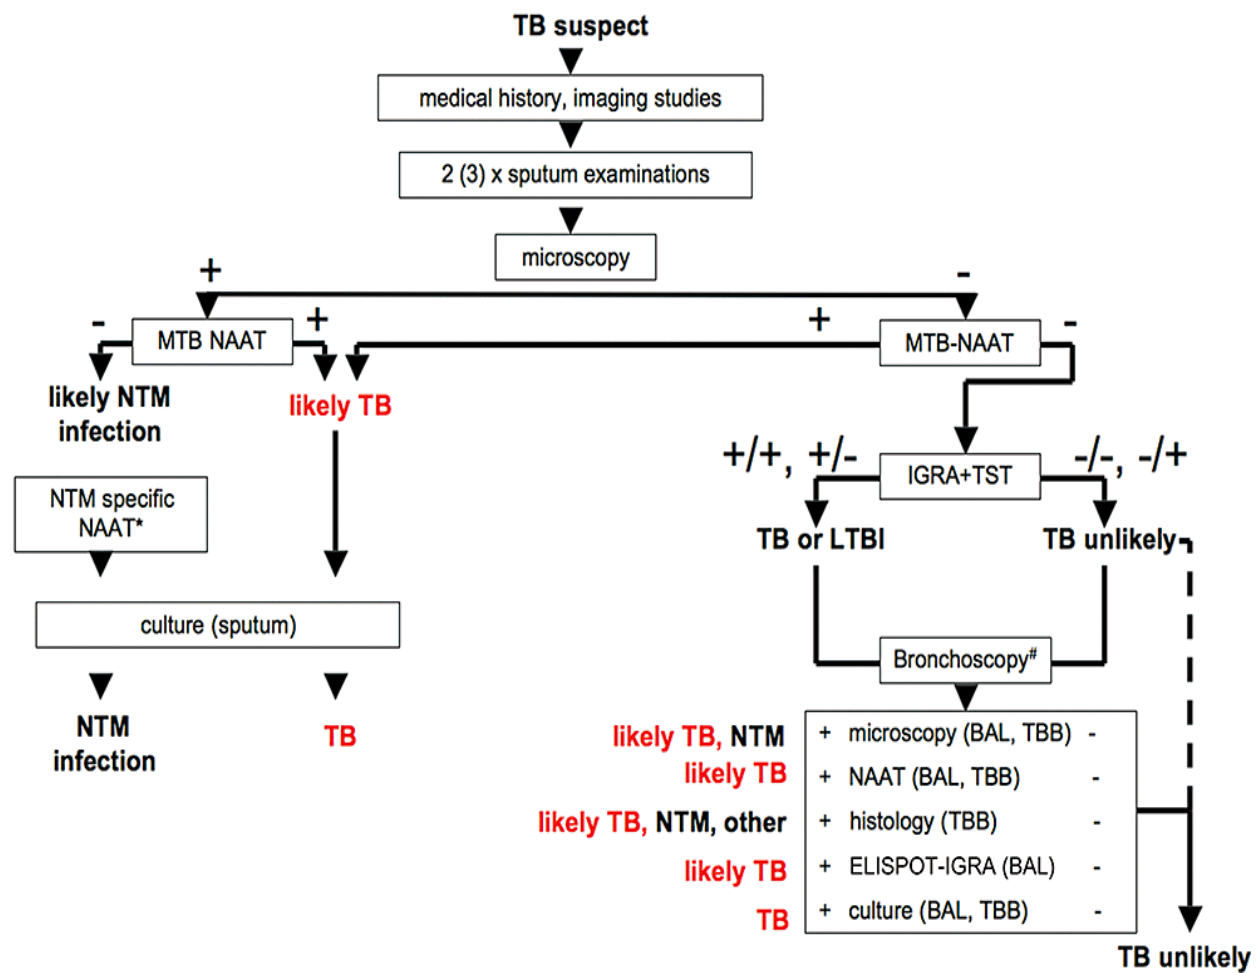 TB suspect
medical history, imaging studies
2 (3) x sputum examinations
microscopy
+ -
- MTB NAAT +
+ MTB-NAAT -
likely NTM
infection
likely TB
+/+, +/- IGRA+TST -/-, -/+
NTM specific
NAAT*
TB or LTBI
TB unlikely
culture (sputum)
Bronchoscopy#
NTM
infection
TB
likely TB, NTM + microscopy (BAL, TBB) -
likely TB + NAAT (BAL, TBB) -
likely TB, NTM, other + histology (TBB) -
likely TB + ELISPOT-IGRA (BAL) -
TB + culture (BAL, TBB) -
TB unlikely